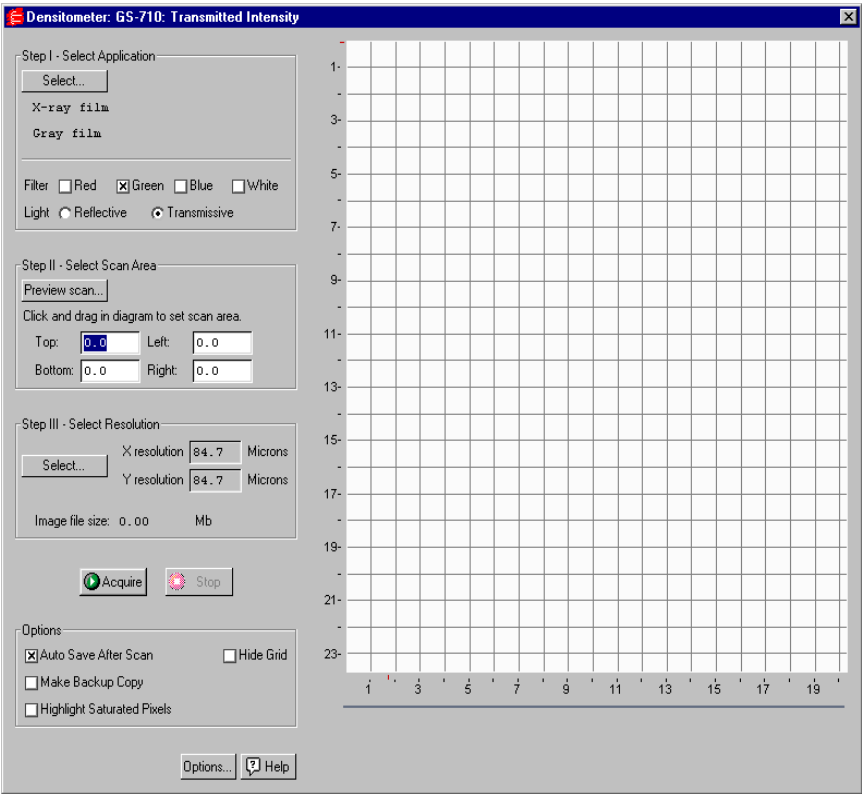 Densitometer: GS-710: Transmitted Intensity
Step I - Select Application
Select...
X-ray film
Gray film
Filter Red Green Blue White
Light Reflective Transmissive
Step II - Select Scan Area
Preview scan...
Click and drag in diagram to set scan area.
Top: 0.0 Left: 0.0
Bottom: 0.0 Right: 0.0
Step III - Select Resolution
Select...
X resolution 84.7 Microns
Y resolution 84.7 Microns
Image file size: 0.00 Mb
Acquire Stop
Options
Auto Save After Scan Hide Grid
Make Backup Copy
Highlight Saturated Pixels
Options... Help
1-
3-
5-
7-
9-
11-
13-
15-
17-
19-
21-
23-
1 3 5 7 9 11 13 15 17 19